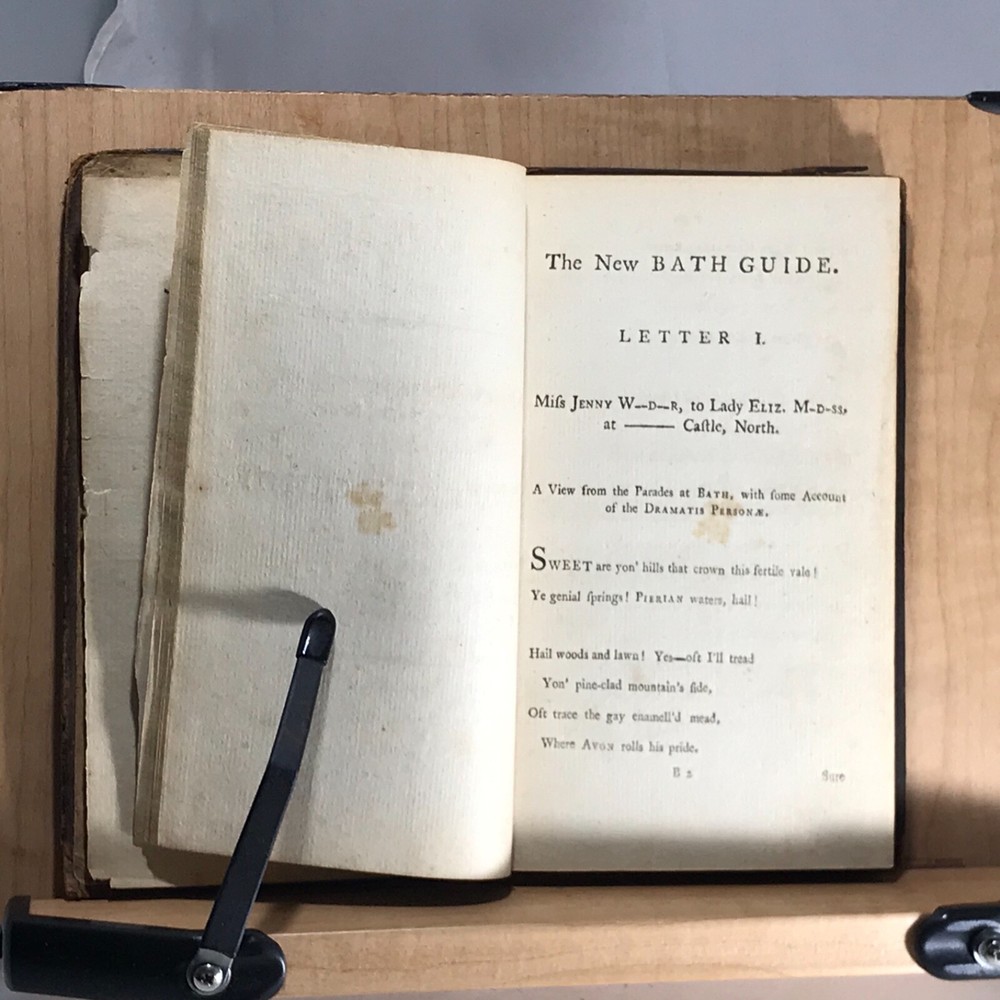 The New BATH GUIDE.
LETTER I.
Miſs JENNY W--D--R, to Lady ELIZ. M-D-SS,
at ——— Caſtle, North.
A View from the Parades at BATH, with ſome Account
of the DRAMATIS PERSONÆ.
SWEET are yon' hills that crown this fertile vale!
Ye genial ſprings! PIERIAN waters, hail!
Hail woods and lawn! Yes—oft I'll tread
Yon' pine-clad mountain's ſide,
Oft trace the gay enamell'd mead,
Where AVON rolls his pride.
B 2
Sure